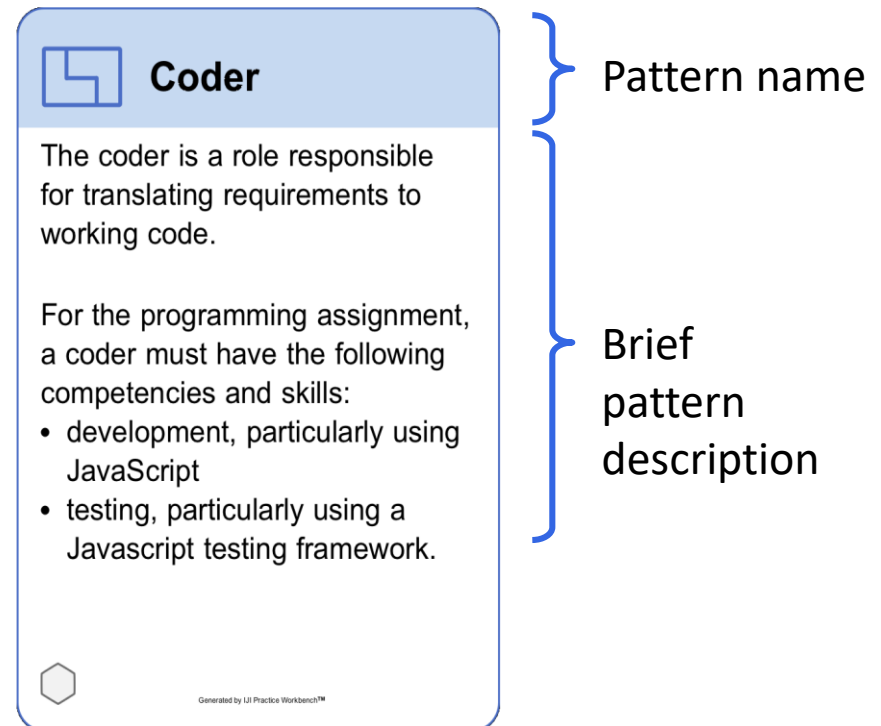 Coder
Pattern name
The coder is a role responsible
for translating requirements to
working code.
For the programming assignment,
a coder must have the following
competencies and skills:
• development, particularly using
JavaScript
• testing, particularly using a
Javascript testing framework.
Brief
pattern
description
Generated by IJI Practice Workbench™